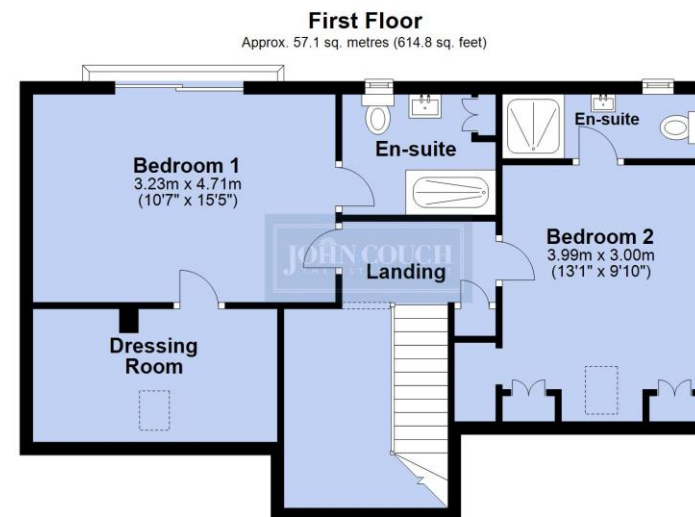 First Floor
Approx. 57.1 sq. metres (614.8 sq. feet)
Bedroom 1
3.23m x 4.71m
(10'7" x 15'5")
En-suite
En-suite
Bedroom 2
3.99m x 3.00m
(13'1" x 9'10")
JOHN COUCH
Landing
Dressing
Room